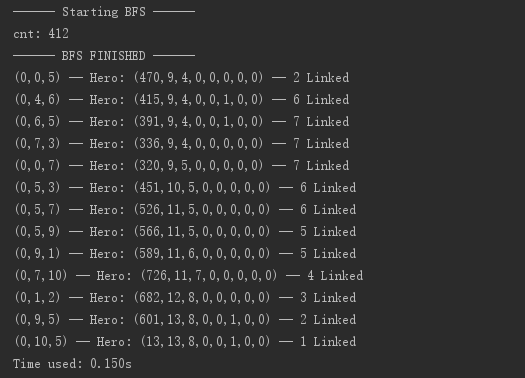 —— Starting BFS ——
cnt: 412
—— BFS FINISHED ——
(0,0,5) — Hero: (470,9,4,0,0,0,0,0) — 2 Linked
(0,4,6) — Hero: (415,9,4,0,0,1,0,0) — 6 Linked
(0,6,5) — Hero: (391,9,4,0,0,1,0,0) — 7 Linked
(0,7,3) — Hero: (336,9,4,0,0,0,0,0) — 7 Linked
(0,0,7) — Hero: (320,9,5,0,0,0,0,0) — 7 Linked
(0,5,3) — Hero: (451,10,5,0,0,0,0,0) — 6 Linked
(0,5,7) — Hero: (526,11,5,0,0,0,0,0) — 6 Linked
(0,5,9) — Hero: (566,11,5,0,0,0,0,0) — 5 Linked
(0,9,1) — Hero: (589,11,6,0,0,0,0,0) — 5 Linked
(0,7,10) — Hero: (726,11,7,0,0,0,0,0) — 4 Linked
(0,1,2) — Hero: (682,12,8,0,0,0,0,0) — 3 Linked
(0,9,5) — Hero: (601,13,8,0,0,1,0,0) — 2 Linked
(0,10,5) — Hero: (13,13,8,0,0,1,0,0) — 1 Linked
Time used: 0.150s